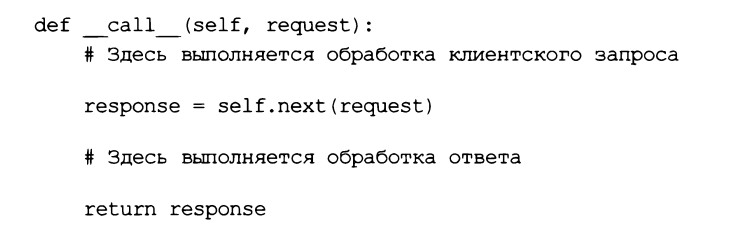 def __call__(self, request):
# Здесь выполняется обработка клиентского запроса
response = self.next(request)
# Здесь выполняется обработка ответа
return response